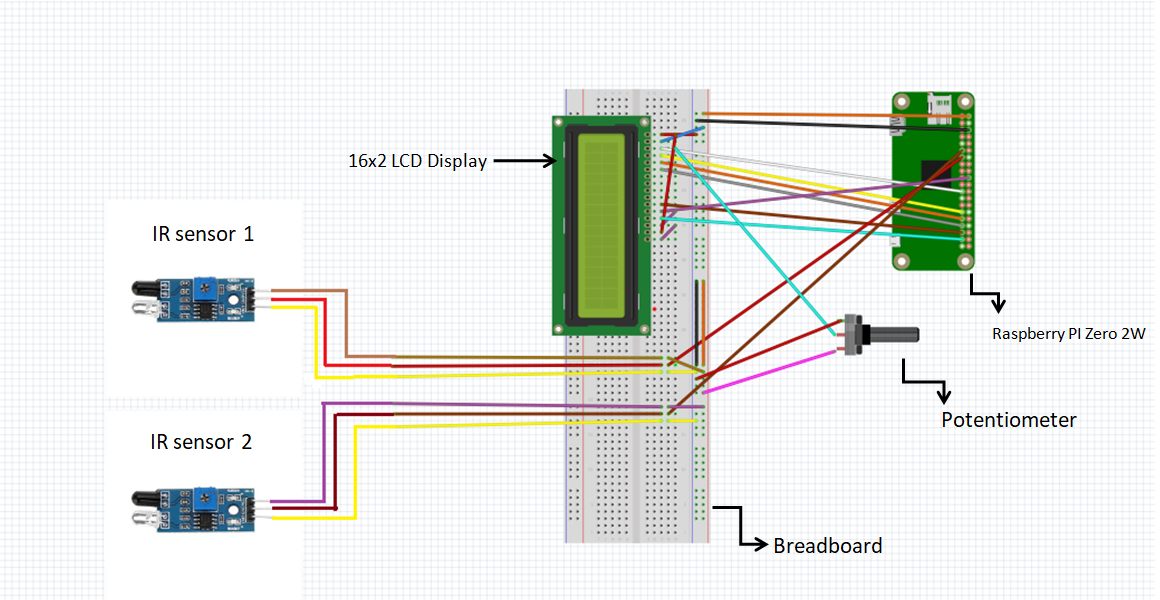 16x2 LCD Display
IR sensor 1
Raspberry PI Zero 2W
Potentiometer
IR sensor 2
Breadboard